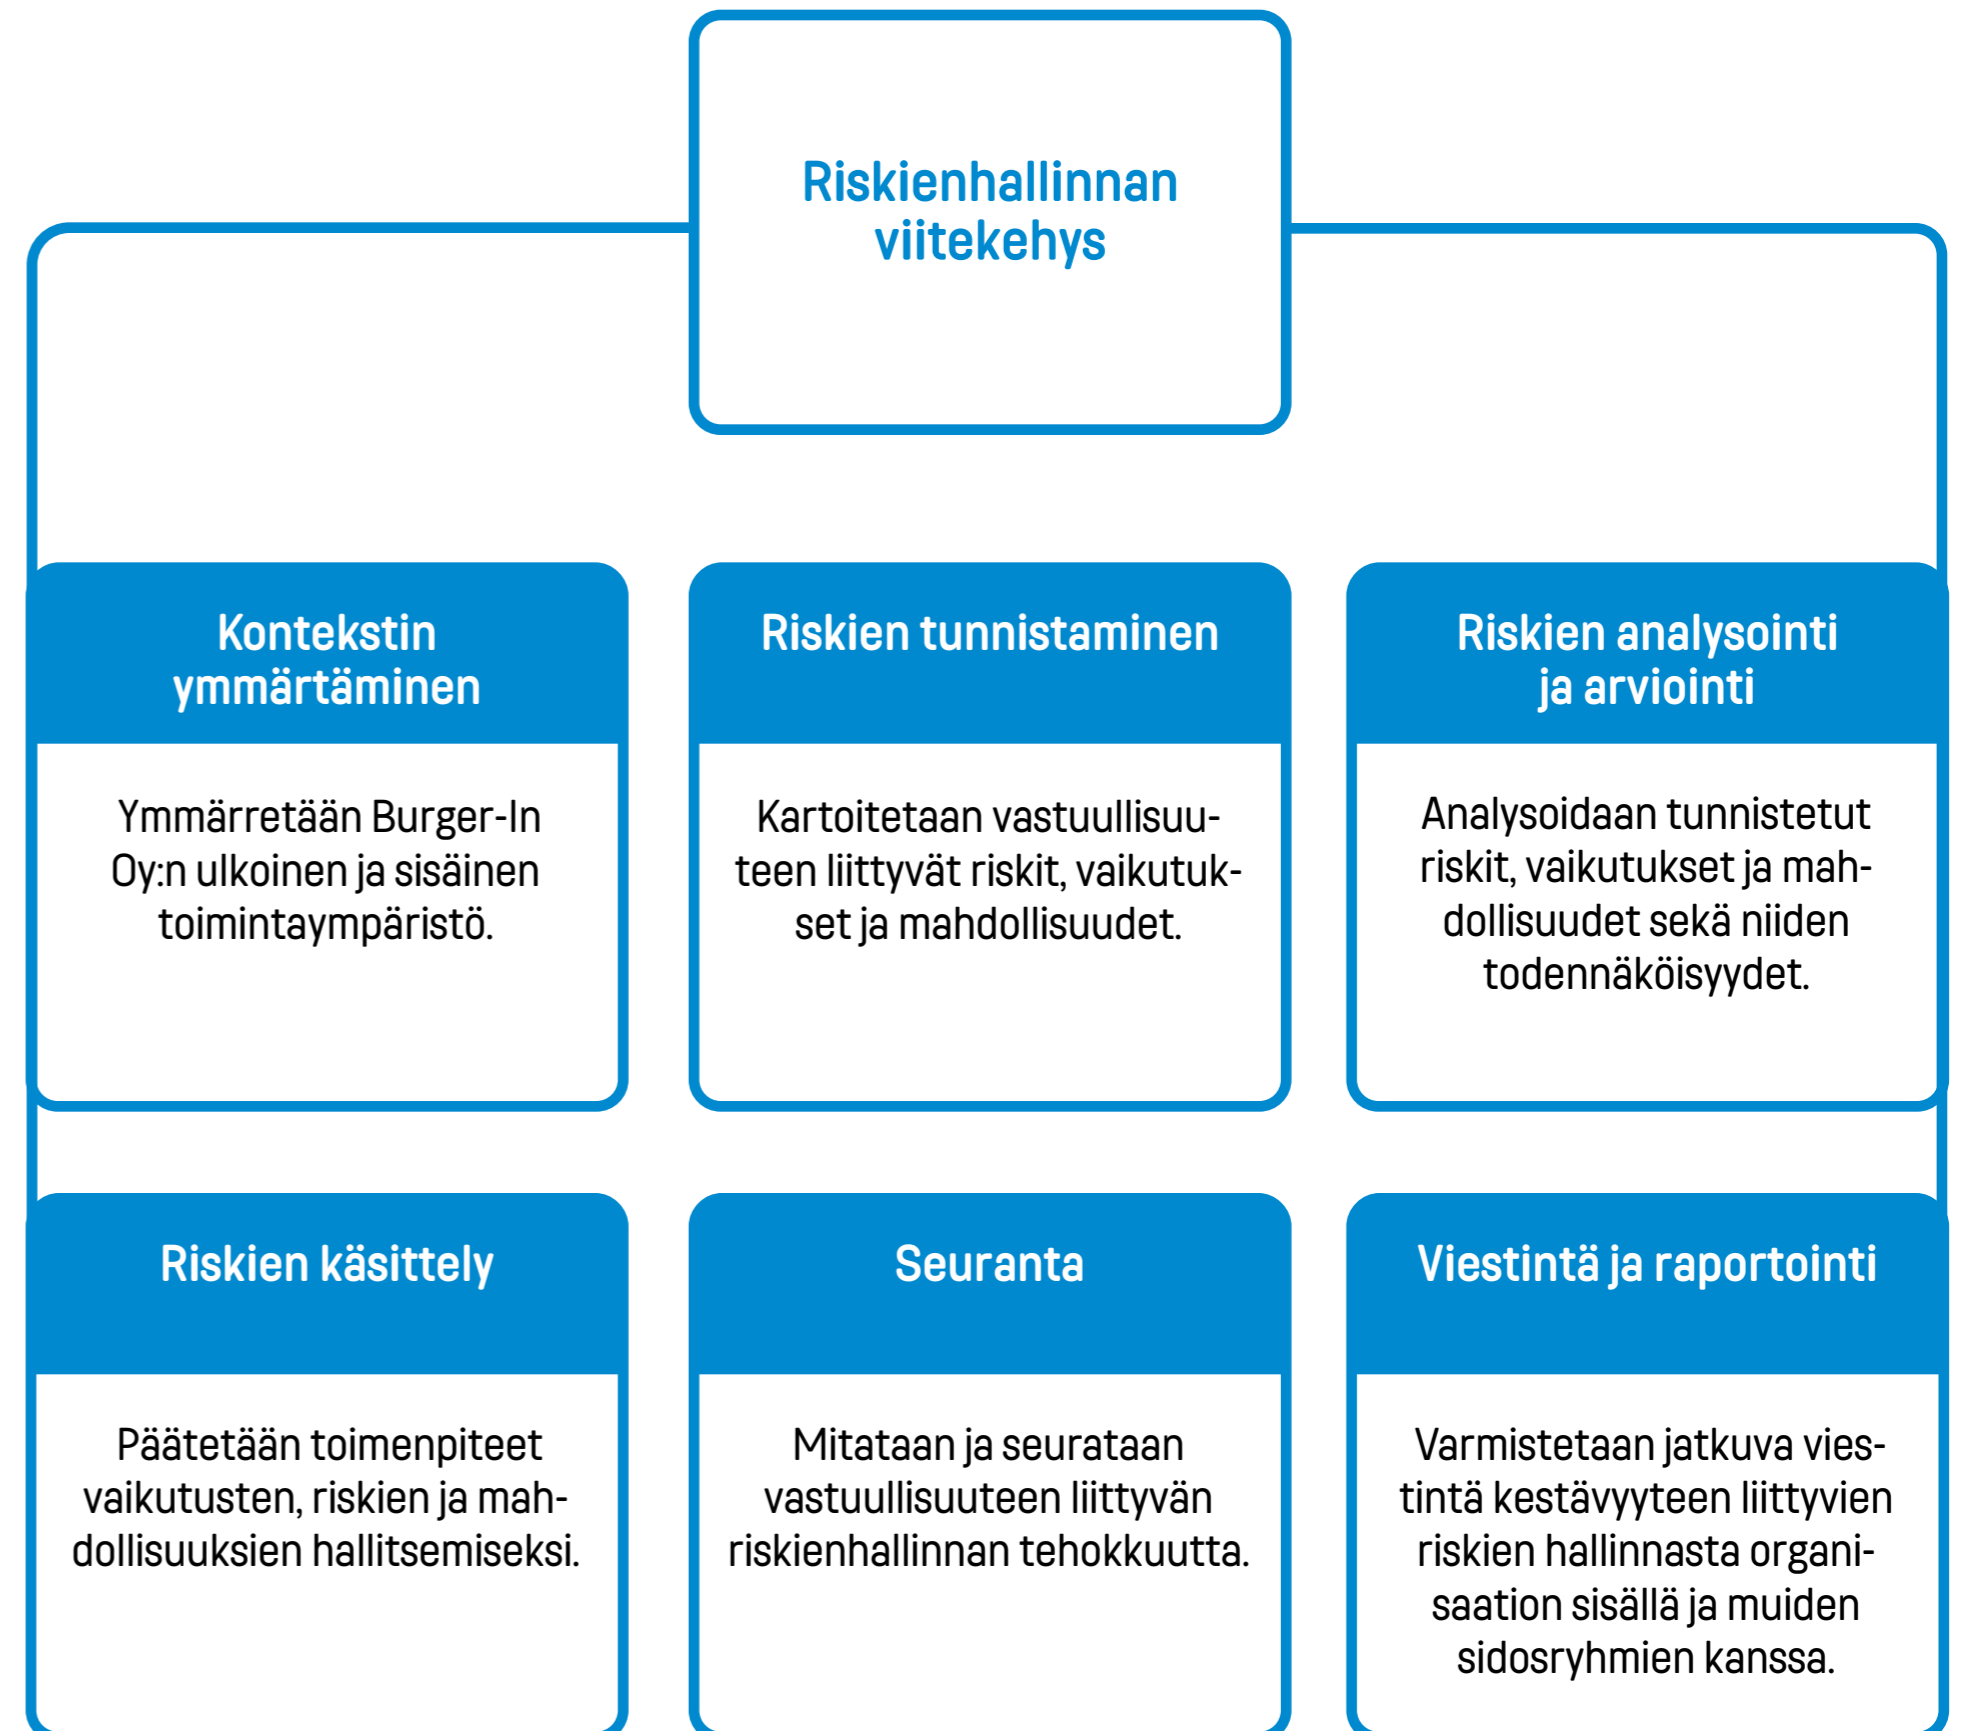 Riskienhallinnan
viitekehys
Kontekstin
ymmärtäminen
Ymmärretään Burger-In
Oy:n ulkoinen ja sisäinen
toimintaympäristö.
Riskien tunnistaminen
Kartoitetaan vastuullisuu-
teen liittyvät riskit, vaikutuk-
set ja mahdollisuudet.
Riskien analysointi
ja arviointi
Analysoidaan tunnistetut
riskit, vaikutukset ja mah-
dollisuudet sekä niiden
todennäköisyydet.
Riskien käsittely
Päätetään toimenpiteet
vaikutusten, riskien ja mah-
dollisuuksien hallitsemiseksi.
Seuranta
Mitataan ja seurataan
vastuullisuuteen liittyvän
riskienhallinnan tehokkuutta.
Viestintä ja raportointi
Varmistetaan jatkuva vies-
tintä kestävyyteen liittyvien
riskien hallinnasta organi-
saation sisällä ja muiden
sidosryhmien kanssa.